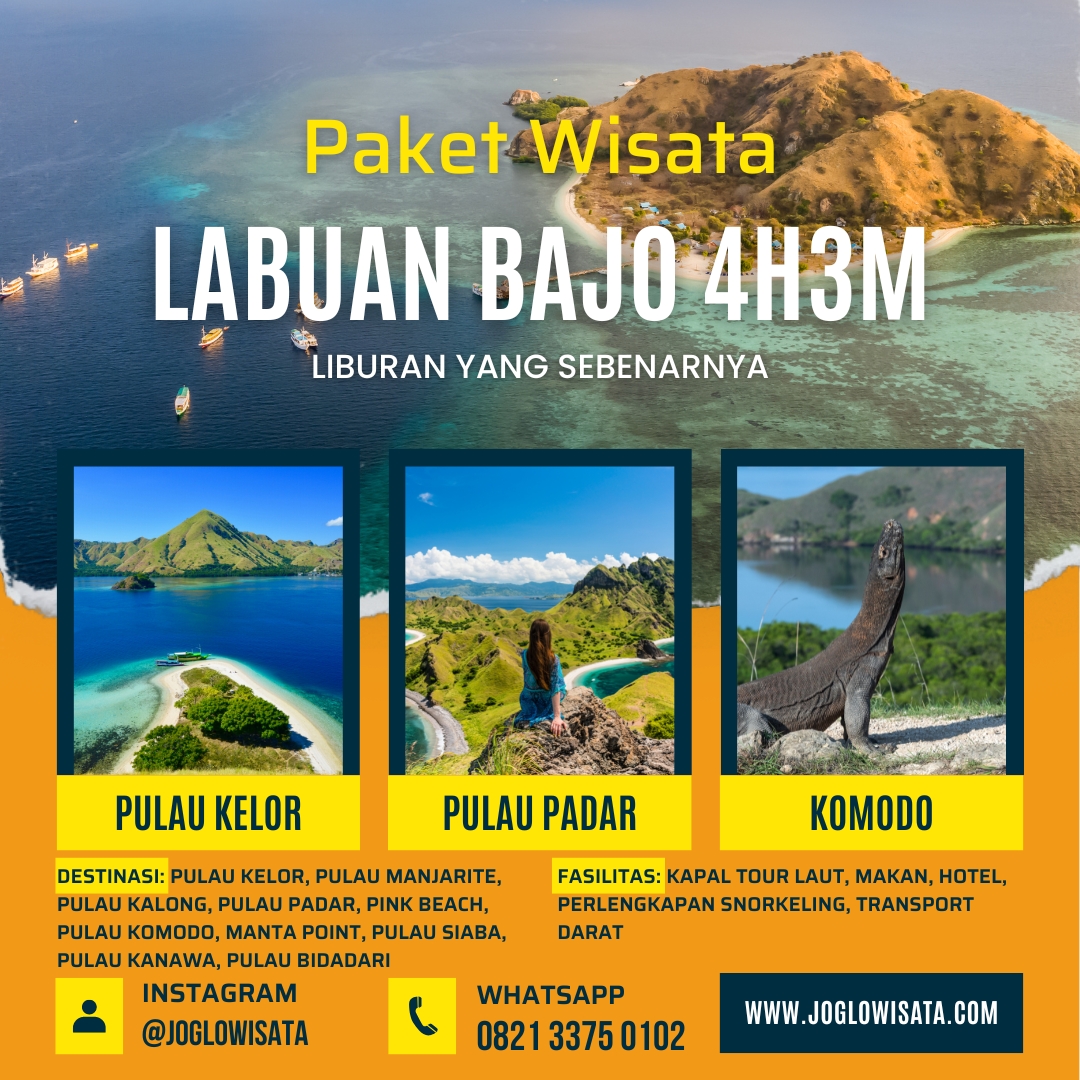 Paket Wisata
LABUAN BAJO 4H3M
LIBURAN YANG SEBENARNYA
PULAU KELOR
PULAU PADAR
KOMODO
DESTINASI: PULAU KELOR, PULAU MANJARITE,
PULAU KALONG, PULAU PADAR, PINK BEACH,
PULAU KOMODO, MANTA POINT, PULAU SIABA,
PULAU KANAWA, PULAU BIDADARI
FASILITAS: KAPAL TOUR LAUT, MAKAN, HOTEL,
PERLENGKAPAN SNORKELING, TRANSPORT
DARAT
INSTAGRAM
@JOGLOWISATA
WHATSAPP
0821 3375 0102
WWW.JOGLOWISATA.COM